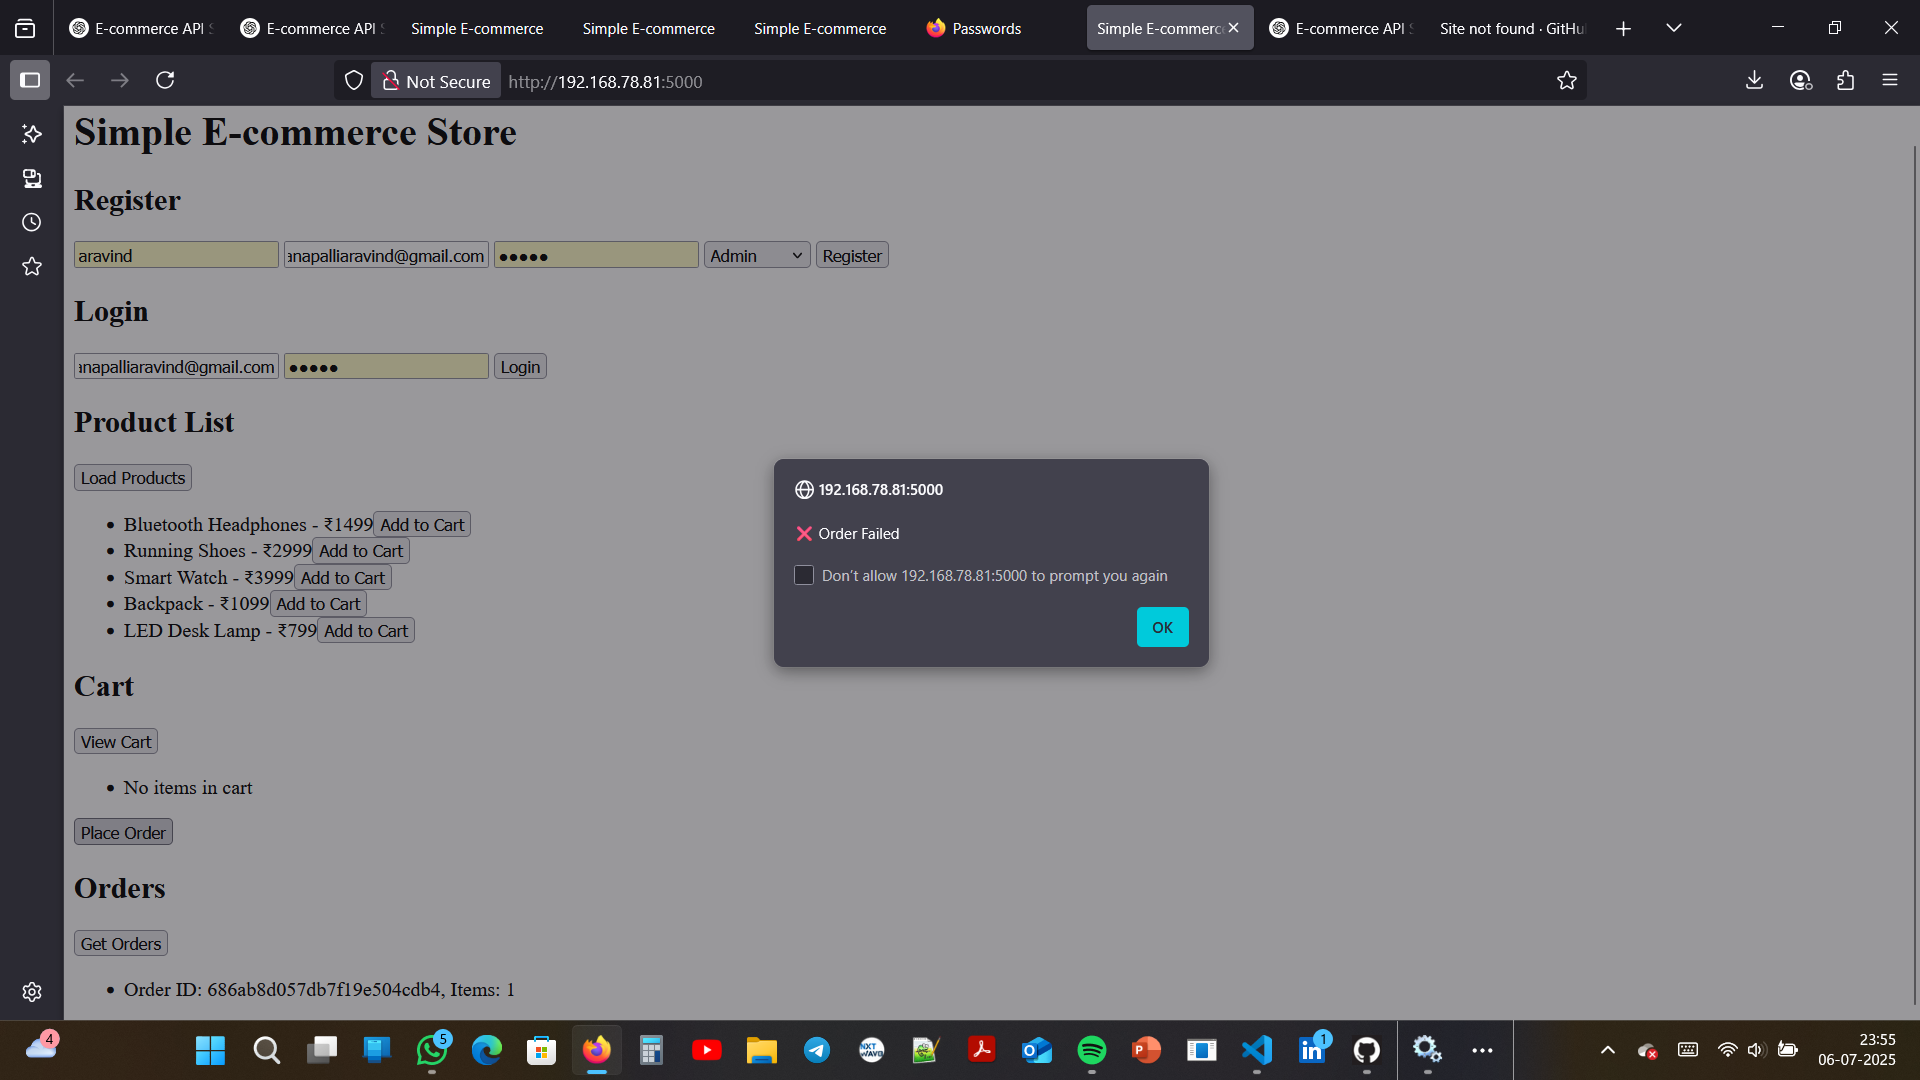 E-commerce API
E-commerce API
Simple E-commerce
Simple E-commerce
Simple E-commerce
Passwords
Simple E-commerce
E-commerce API
Site not found · GitHu
Not Secure
http://192.168.78.81:5000
Simple E-commerce Store
Register
aravind
anapalliaravind@gmail.com
●●●●●
Admin
Register
Login
anapalliaravind@gmail.com
●●●●●
Login
Product List
Load Products
• Bluetooth Headphones - ₹1499 Add to Cart
• Running Shoes - ₹2999 Add to Cart
• Smart Watch - ₹3999 Add to Cart
• Backpack - ₹1099 Add to Cart
• LED Desk Lamp - ₹799 Add to Cart
192.168.78.81:5000
❌ Order Failed
Don't allow 192.168.78.81:5000 to prompt you again
OK
Cart
View Cart
• No items in cart
Place Order
Orders
Get Orders
• Order ID: 686ab8d057db7f19e504cdb4, Items: 1
4
5
NXT
WAVE
1
23:55
06-07-2025